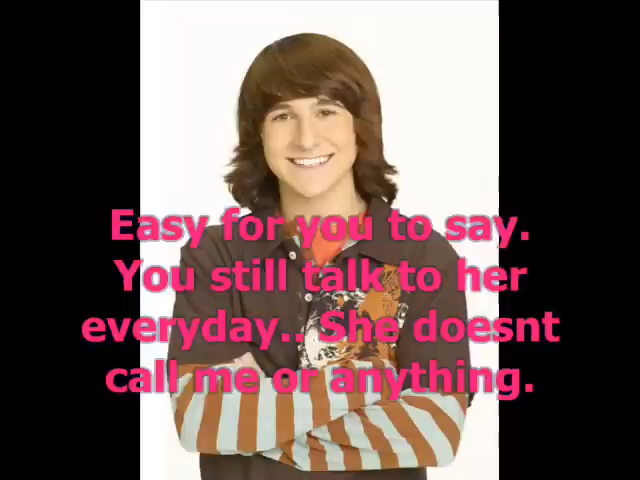 Easy for you to say.
You still talk to her
everyday.. She doesnt
call me or anything.